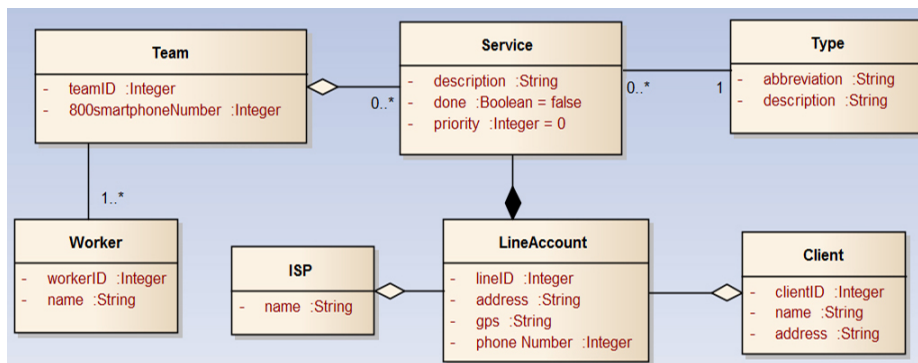 Team
- teamID :Integer
- 800smartphoneNumber :Integer
Service
- description :String
- done :Boolean = false
- priority :Integer = 0
Type
- abbreviation :String
- description :String
0..*
0..*
1
1..*
Worker
- workerID :Integer
- name :String
ISP
- name :String
LineAccount
- lineID :Integer
- address :String
- gps :String
- phone Number :Integer
Client
- clientID :Integer
- name :String
- address :String